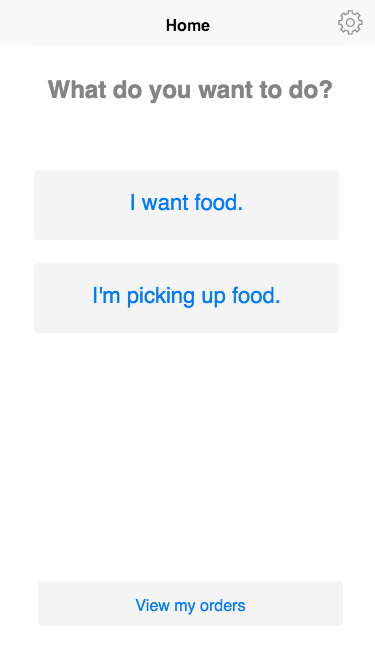 Home
What do you want to do?
I want food.
I'm picking up food.
View my orders